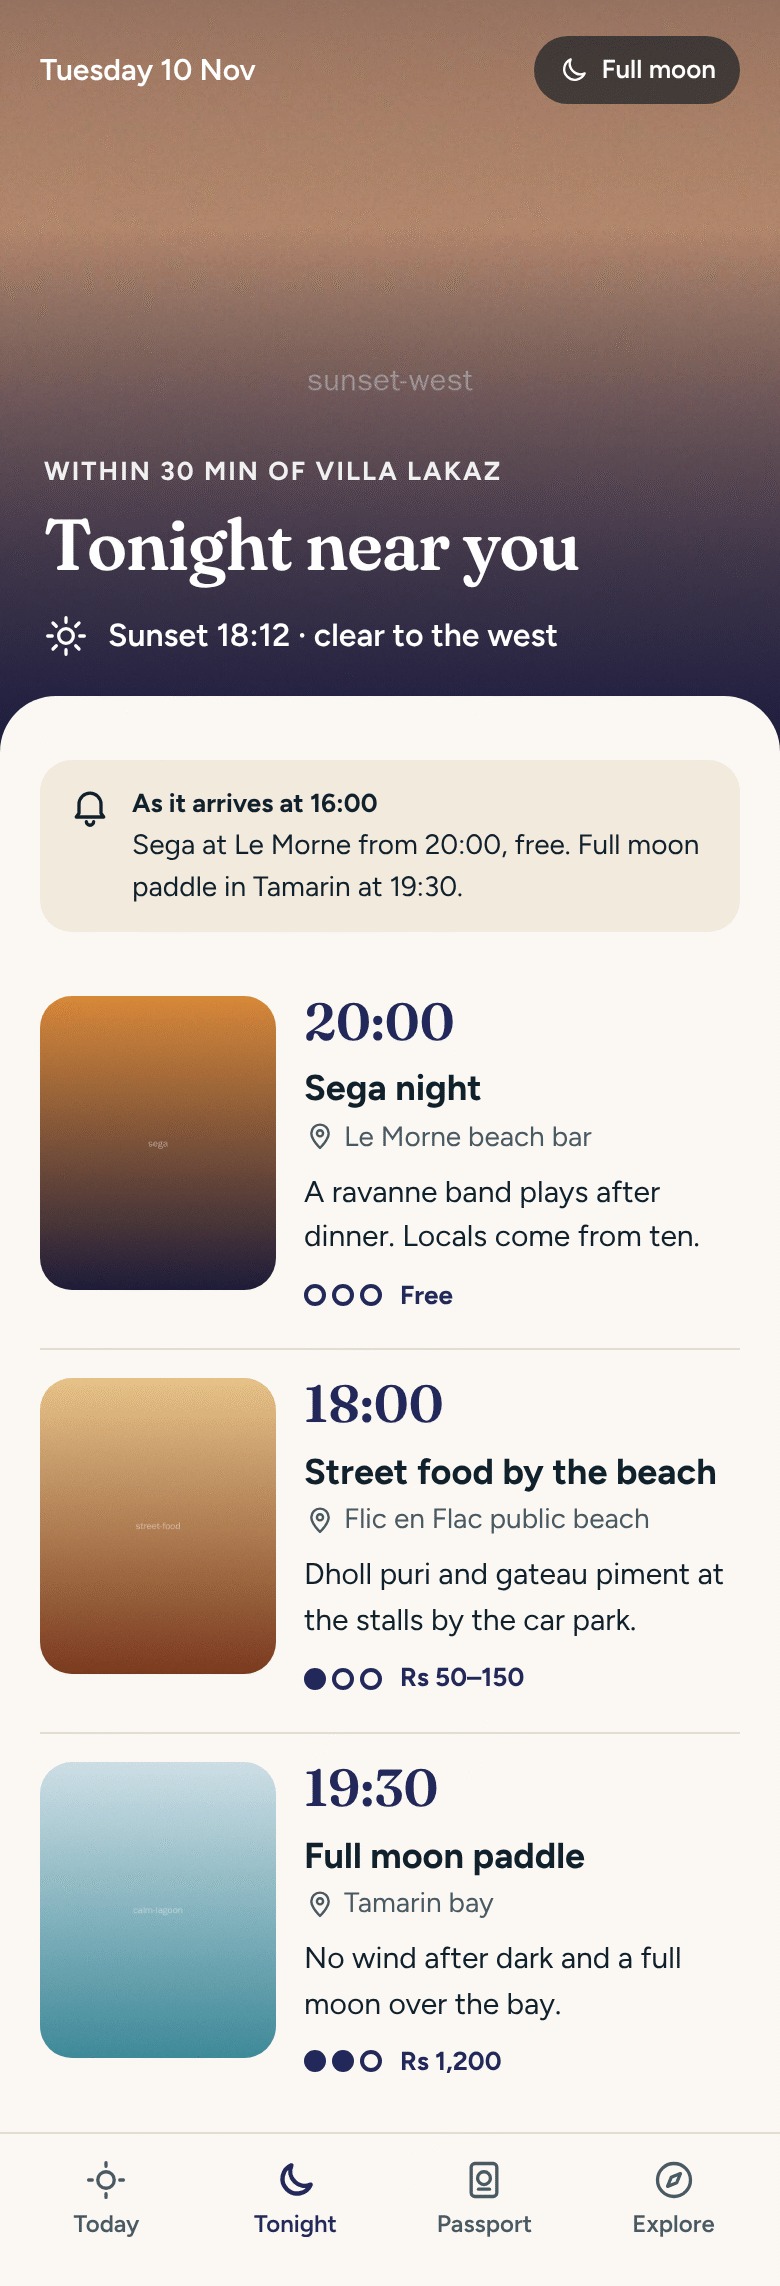 Tuesday 10 Nov
Full moon
sunset-west
WITHIN 30 MIN OF VILLA LAKAZ
Tonight near you
Sunset 18:12 · clear to the west
As it arrives at 16:00
Sega at Le Morne from 20:00, free. Full moon
paddle in Tamarin at 19:30.
sega
20:00
Sega night
Le Morne beach bar
A ravanne band plays after
dinner. Locals come from ten.
Free
street-food
18:00
Street food by the beach
Flic en Flac public beach
Dholl puri and gateau piment at
the stalls by the car park.
Rs 50–150
calm-lagoon
19:30
Full moon paddle
Tamarin bay
No wind after dark and a full
moon over the bay.
Rs 1,200
Today
Tonight
Passport
Explore